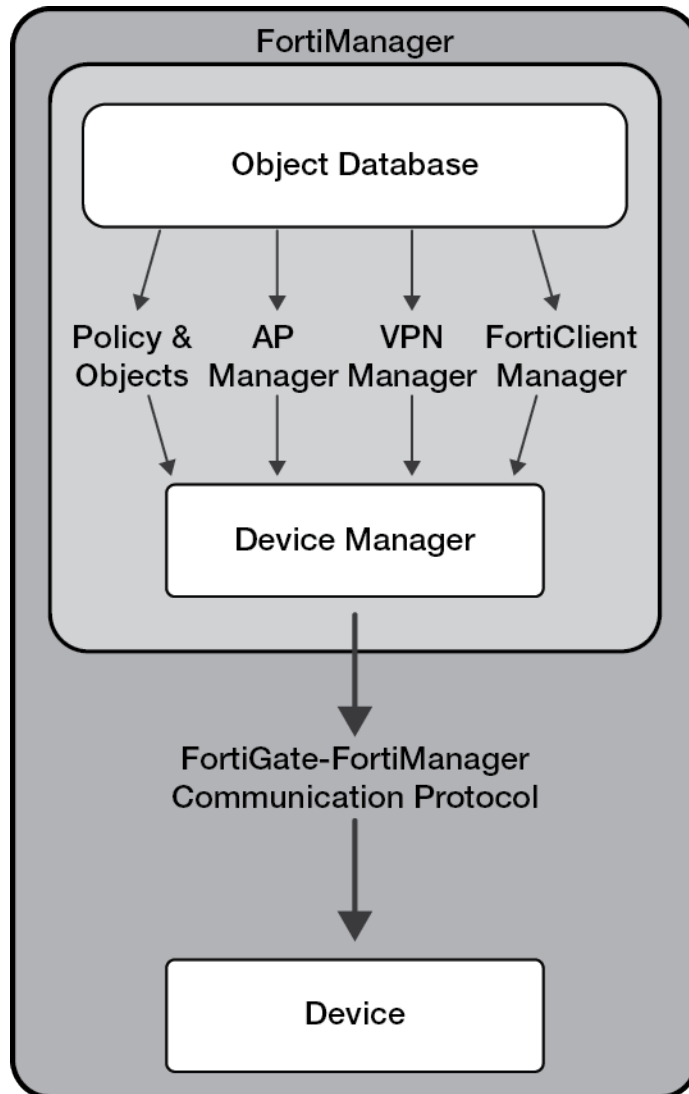 FortiManager
Object Database
Policy &
Objects
AP
Manager
VPN
Manager
FortiClient
Manager
Device Manager
FortiGate-FortiManager
Communication Protocol
Device